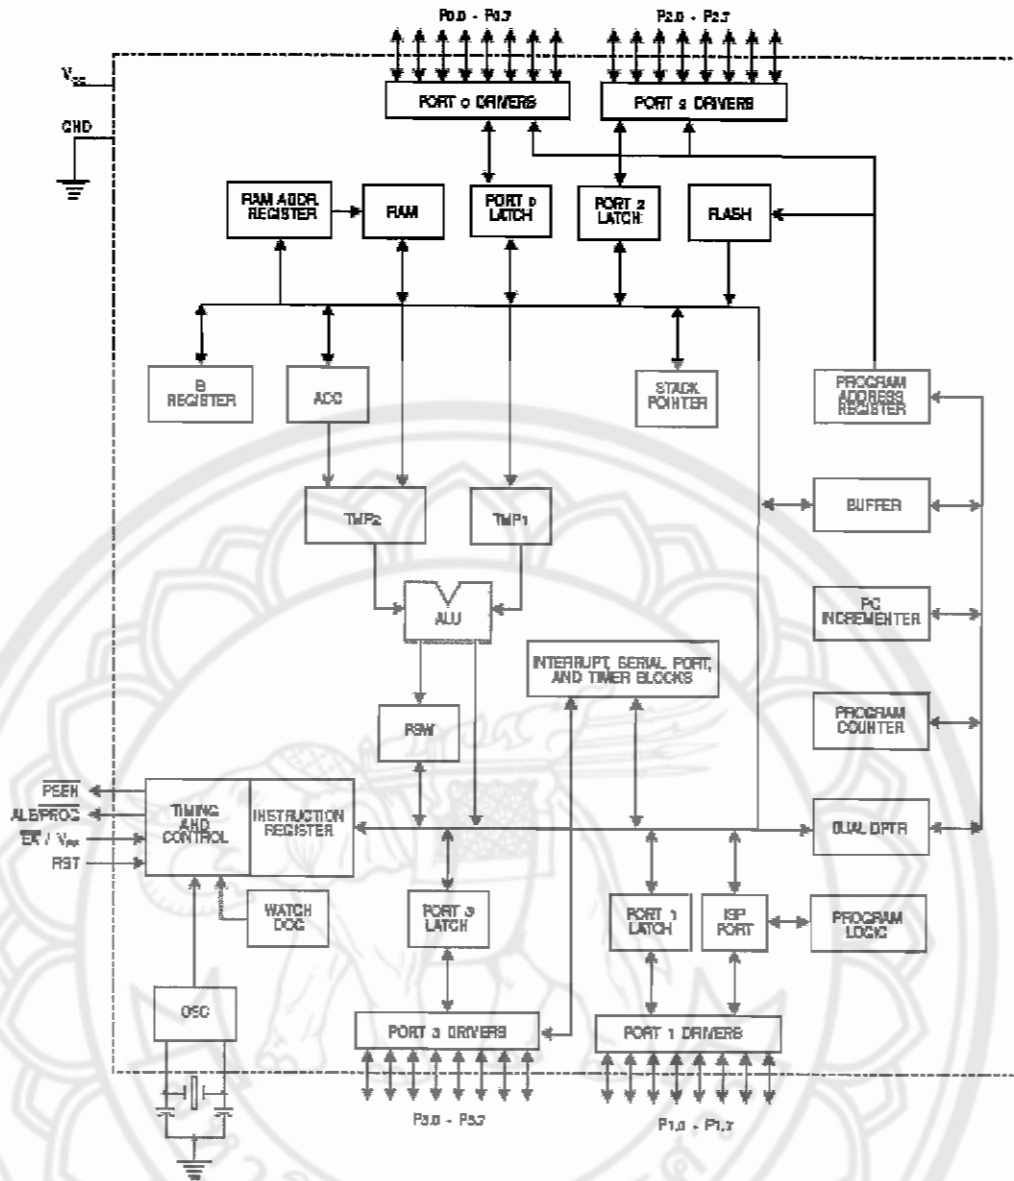 P0.0 - P0.7
P2.0 - P2.7
VCC
GND
PORT 0 DRIVERS
PORT 2 DRIVERS
RAM ADDR.
REGISTER
RAM
PORT 0
LATCH
PORT 2
LATCH
FLASH
B
REGISTER
ACC
STACK
POINTER
PROGRAM
ADDRESS
REGISTER
TMP2
TMP1
BUFFER
ALU
PC
INCREMENTER
INTERRUPT, SERIAL PORT,
AND TIMER BLOCKS
PSW
PROGRAM
COUNTER
PSEN
ALE/PROG
EA / VPP
RST
TIMING
AND
CONTROL
INSTRUCTION
REGISTER
DUAL DPTR
WATCH
DOG
PORT 3
LATCH
PORT 1
LATCH
ISP
PORT
PROGRAM
LOGIC
OSC
PORT 3 DRIVERS
PORT 1 DRIVERS
P3.0 - P3.7
P1.0 - P1.7